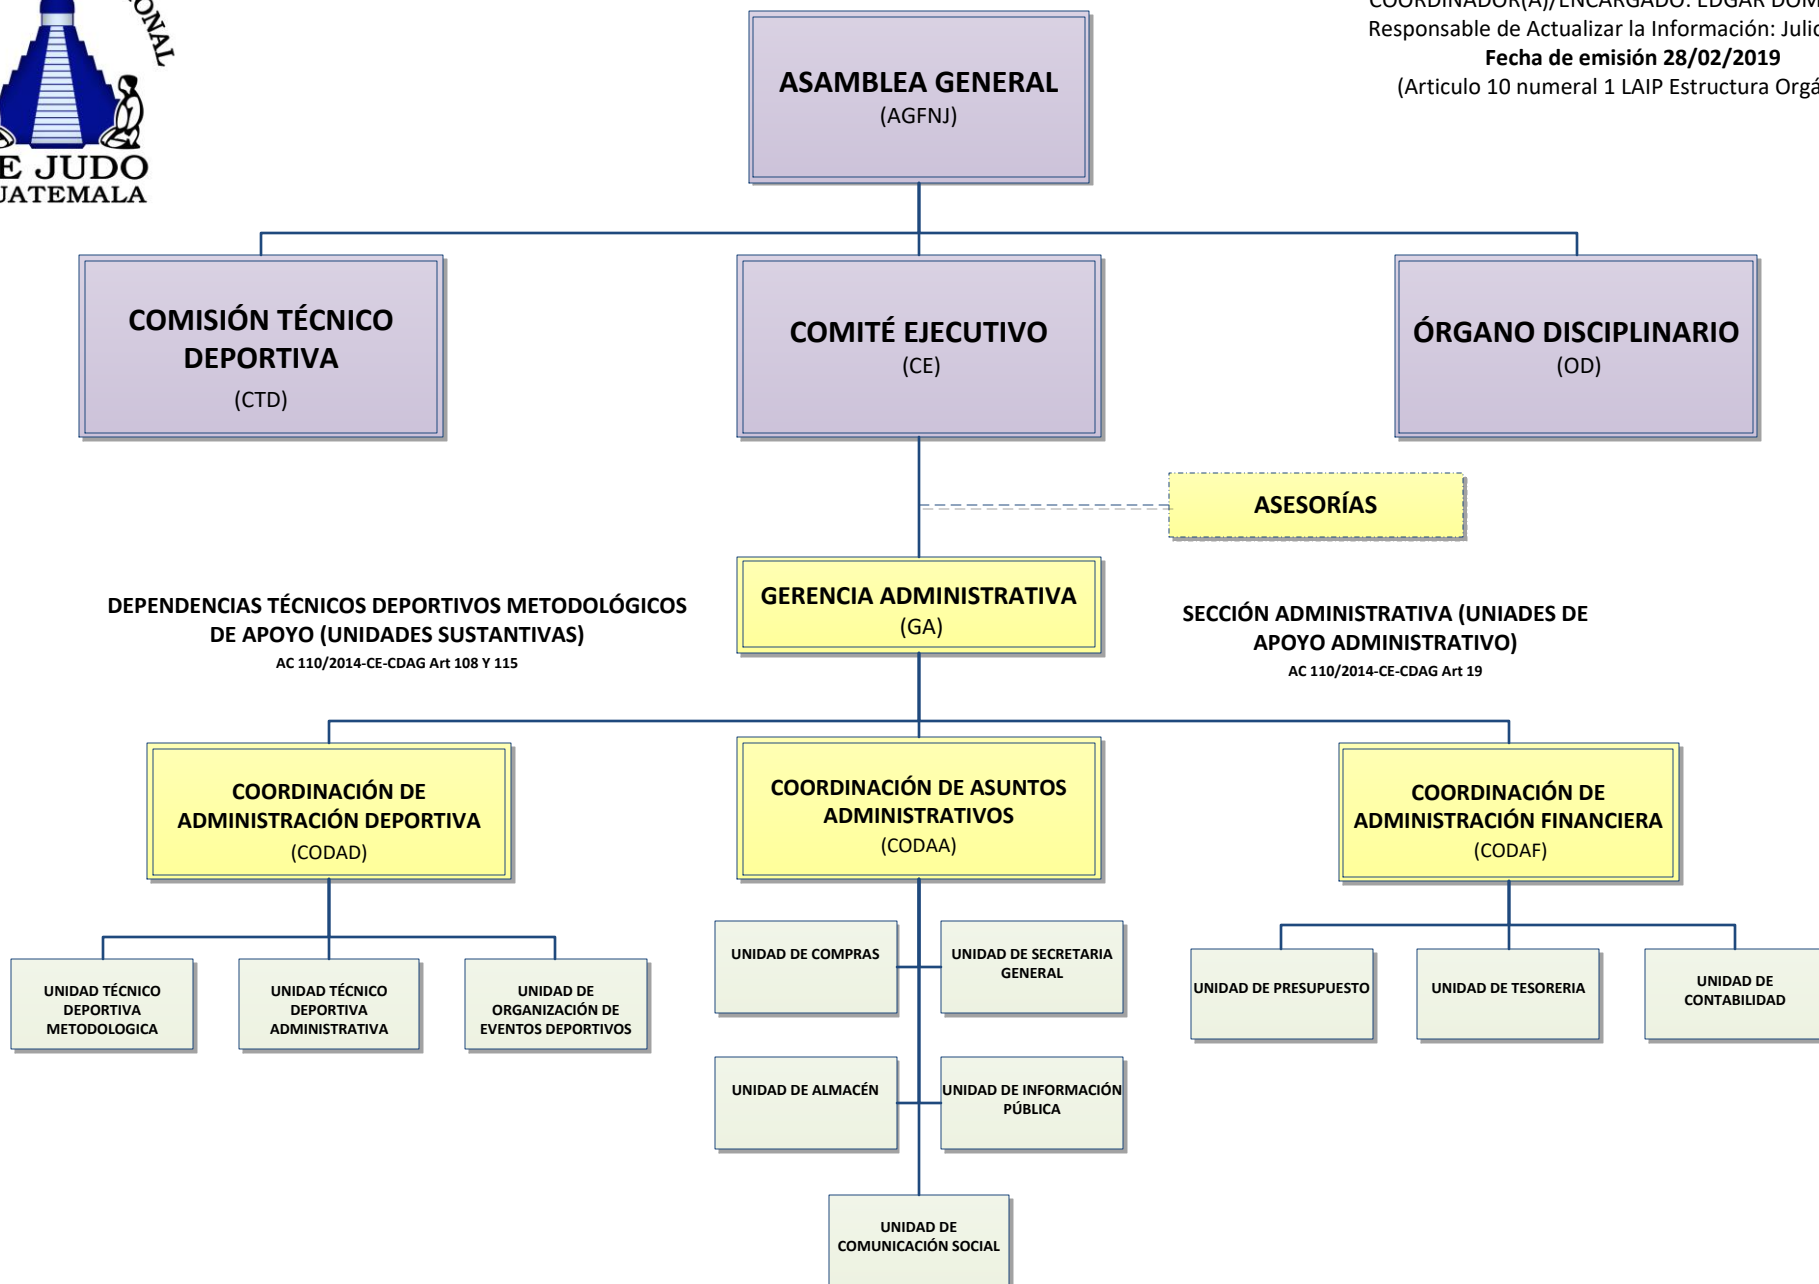 COORDINADOR(A)/ENCARGADO: EDGAR
Responsable de Actualizar la Información:
Fecha de emisión 28/02/2019
(Articulo 10 numeral 1 LAIP Estructura
JUDO
ASAMBLEA GENERAL
(AGFNJ)
COMISIÓN TÉCNICO
DEPORTIVA
(CTD)
COMITÉ EJECUTIVO
(CE)
ÓRGANO DISCIPLINARIO
(OD)
ASESORÍAS
GERENCIA ADMINISTRATIVA
(GA)
DEPENDENCIAS TÉCNICOS DEPORTIVOS METODOLÓGICOS
DE APOYO (UNIDADES SUSTANTIVAS)
AC 110/2014-CE-CDAG Art 108 Y 115
SECCIÓN ADMINISTRATIVA (UNIADES DE
APOYO ADMINISTRATIVO)
AC 110/2014-CE-CDAG Art 19
COORDINACIÓN DE
ADMINISTRACIÓN DEPORTIVA
(CODAD)
COORDINACIÓN DE ASUNTOS
ADMINISTRATIVOS
(CODAA)
COORDINACIÓN DE
ADMINISTRACIÓN FINANCIERA
(CODAF)
UNIDAD TÉCNICO
DEPORTIVA
METODOLOGICA
UNIDAD TÉCNICO
DEPORTIVA
ADMINISTRATIVA
UNIDAD DE
ORGANIZACIÓN DE
EVENTOS DEPORTIVOS
UNIDAD DE COMPRAS
UNIDAD DE SECRETARIA
GENERAL
UNIDAD DE ALMACÉN
UNIDAD DE INFORMACIÓN
PÚBLICA
UNIDAD DE
COMUNICACIÓN SOCIAL
UNIDAD DE PRESUPUESTO
UNIDAD DE TESORERIA
UNIDAD DE
CONTABILIDAD